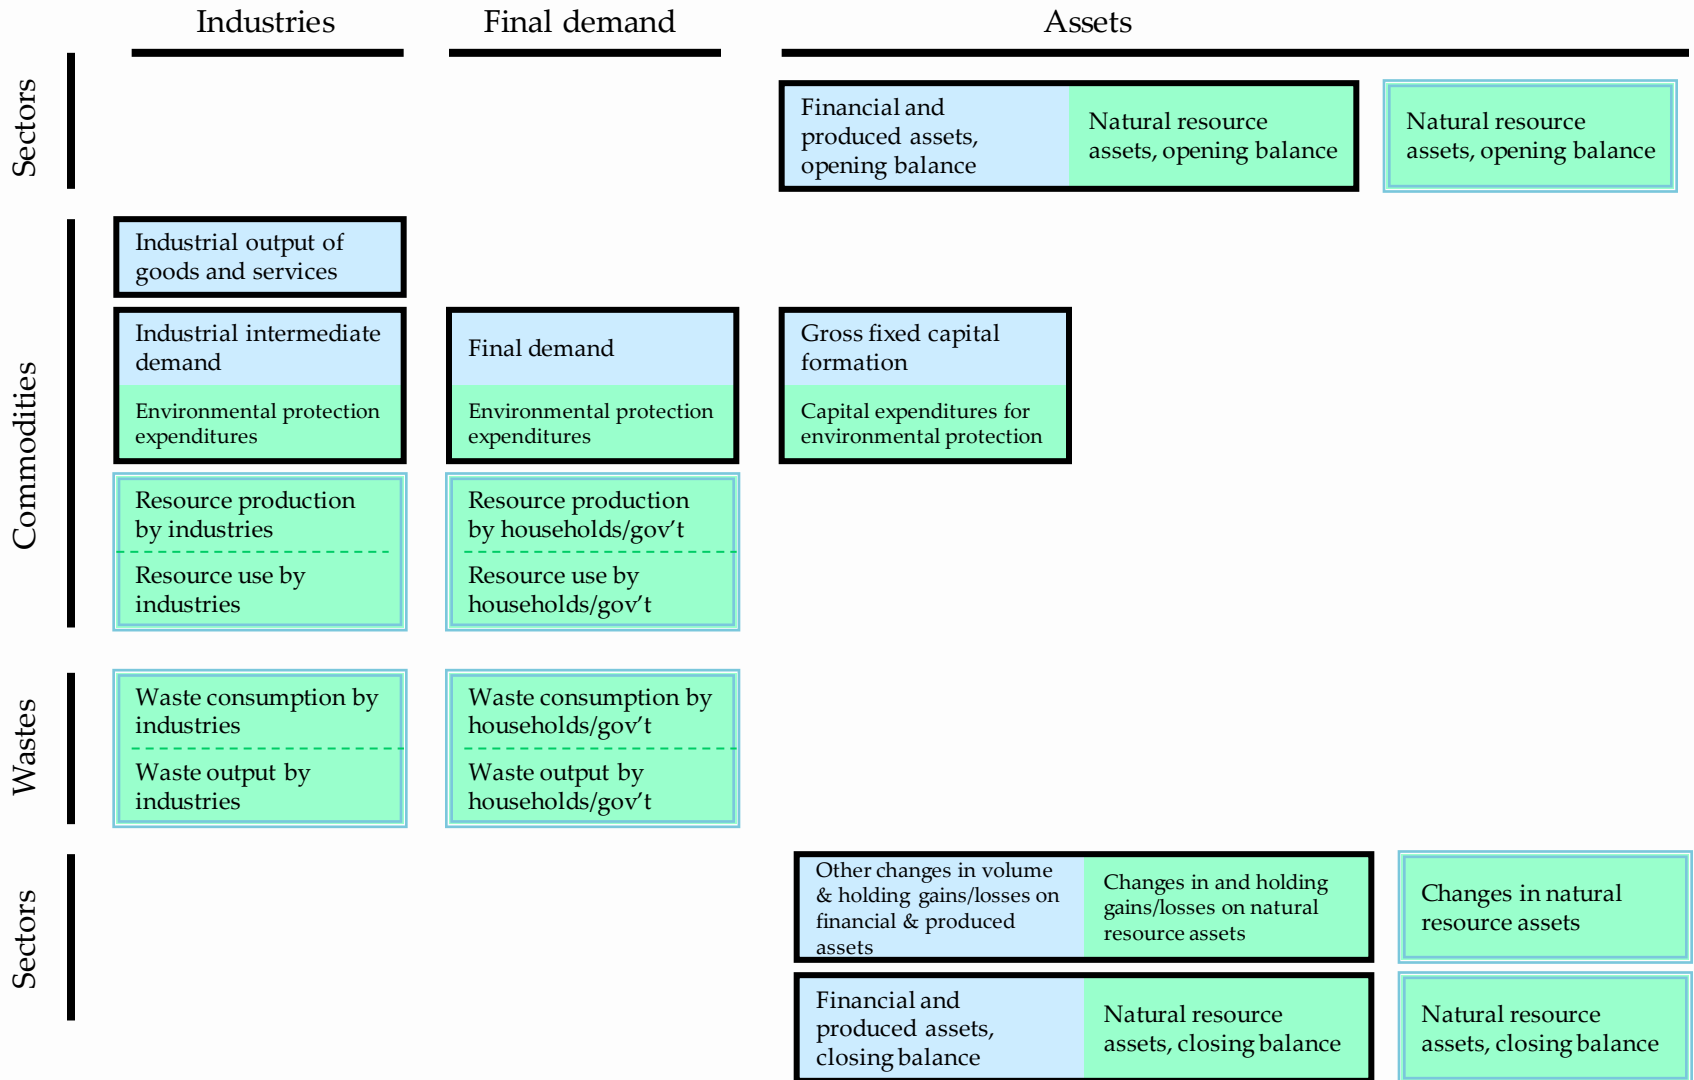 Industries
Final demand
Assets
Sectors
Financial and
produced assets,
opening balance
Natural resource
assets, opening balance
Natural resource
assets, opening balance
Commodities
Industrial output of
goods and services
Industrial intermediate
demand
Environmental protection
expenditures
Final demand
Environmental protection
expenditures
Gross fixed capital
formation
Capital expenditures for
environmental protection
Resource production
by industries
Resource use by
industries
Resource production
by households/gov’t
Resource use by
households/gov’t
Wastes
Waste consumption by
industries
Waste output by
industries
Waste consumption by
households/gov’t
Waste output by
households/gov’t
Sectors
Other changes in volume
& holding gains/losses on
financial & produced
assets
Changes in and holding
gains/losses on natural
resource assets
Changes in natural
resource assets
Financial and
produced assets,
closing balance
Natural resource
assets, closing balance
Natural resource
assets, closing balance